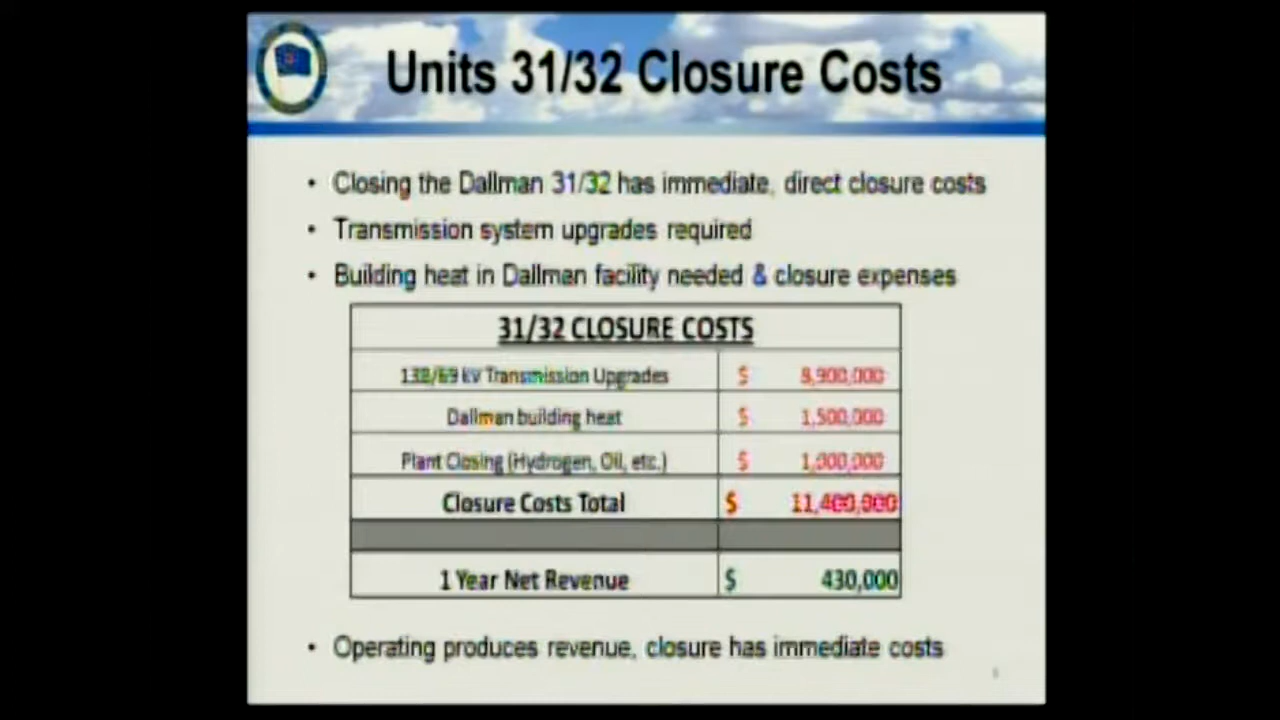 Units 31/32 Closure Costs
• Closing the Dallman 31/32 has immediate, direct closure costs
• Transmission system upgrades required
• Building heat in Dallman facility needed & closure expenses
31/32 CLOSURE COSTS
138/69 kV Transmission Upgrades $ 8,900,000
Dallman building heat $ 1,500,000
Plant Closing (Hydrogen, Oil, etc.) $ 1,000,000
Closure Costs Total $ 11,400,000
1 Year Net Revenue $ 430,000
• Operating produces revenue, closure has immediate costs